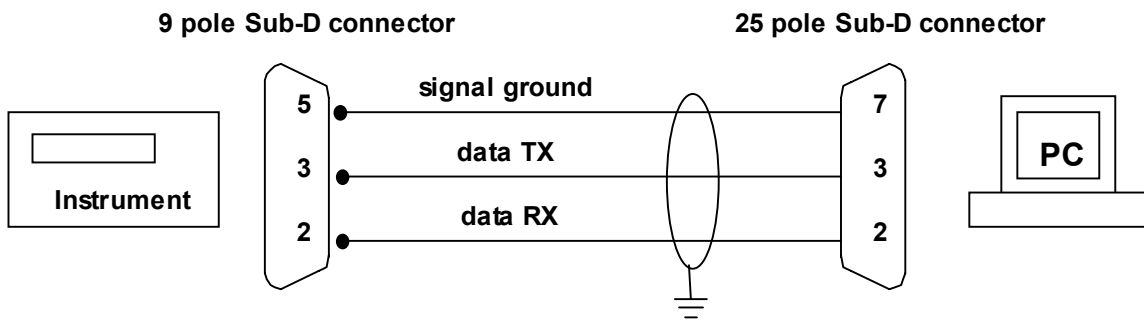 9 pole Sub-D connector
25 pole Sub-D connector
5
signal ground
7
3
data TX
3
Instrument
PC
2
data RX
2